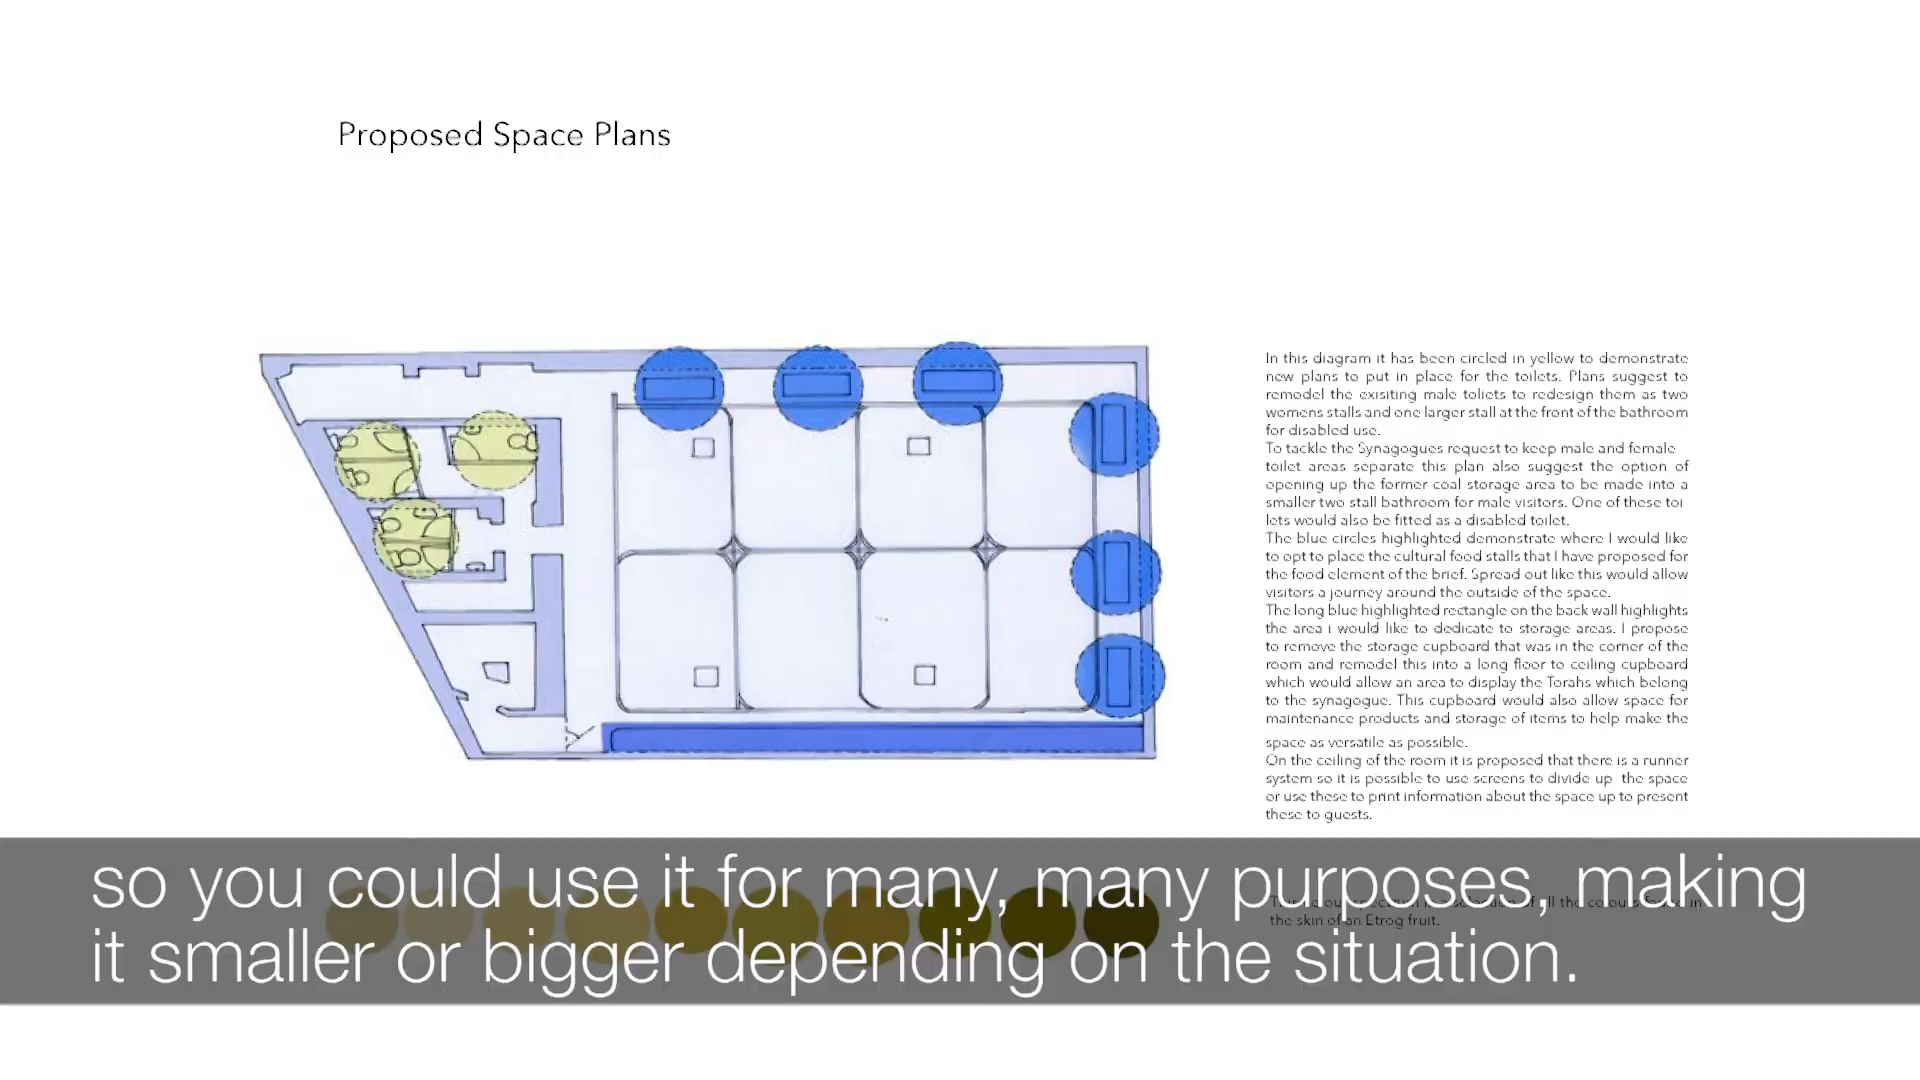 Proposed Space Plans
In this diagram it has been circled in yellow to demonstrate
new plans to put in place for the toilets. Plans suggest to
remodel the exisiting male toliets to redesign them as two
womens stalls and one larger stall at the front of the bathroom
for disabled use.
To tackle the Synagogues request to keep male and female
toilet areas separate this plan also suggest the option of
opening up the former coal storage area to be made into a
smaller two stall bathroom for male visitors. One of these toi
lets would also be fitted as a disabled toilet.
The blue circles highlighted demonstrate where I would like
to opt to place the cultural food stalls that I have proposed for
the food element of the brief. Spread out like this would allow
visitors a journey around the outside of the space.
The long blue highlighted rectangle on the back wall highlights
the area i would like to dedicate to storage areas. I propose
to remove the storage cupboard that was in the corner of the
room and remodel this into a long floor to ceiling cupboard
which would allow an area to display the Torahs which belong
to the synagogue. This cupboard would also allow space for
maintenance products and storage of items to help make the
space as versatile as possible.
On the ceiling of the room it is proposed that there is a runner
system so it is possible to use screens to divide up the space
or use these to print information about the space up to present
these to guests.
so you could use it for many, many purposes, making
it smaller or bigger depending on the situation.
This colour spectrum is a selection of all the colours found in
the skin of an Etrog fruit.